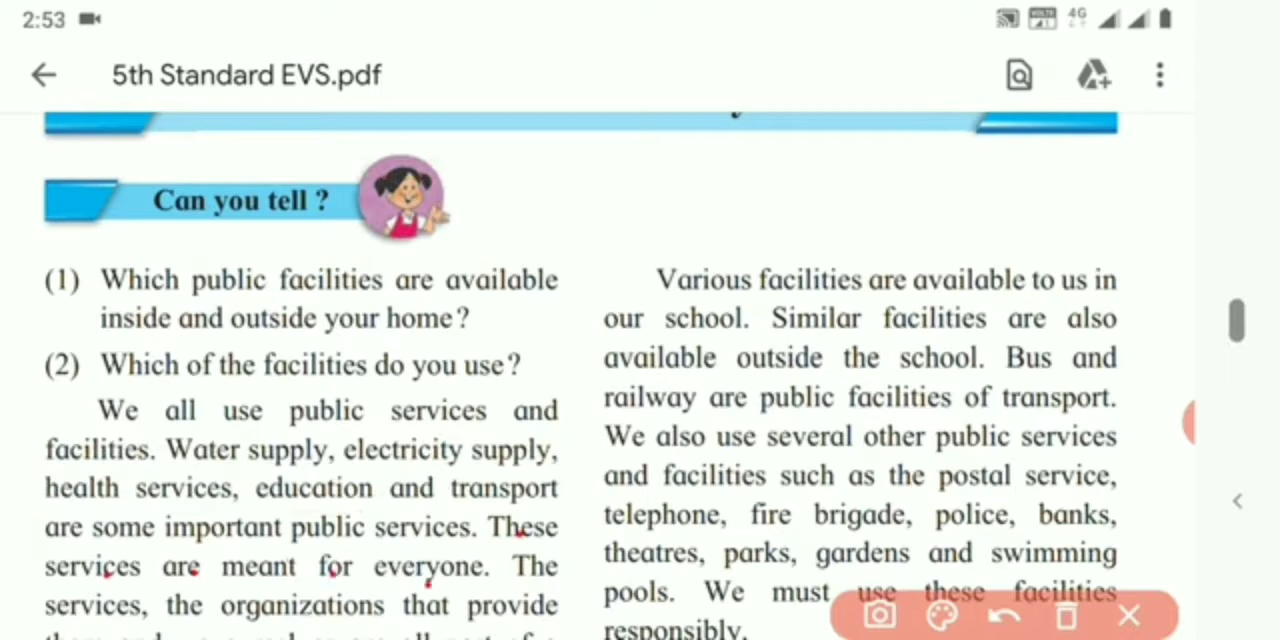 2:53
VoLTE
4G
5th Standard EVS.pdf
Can you tell ?
(1) Which public facilities are available
inside and outside your home?
(2) Which of the facilities do you use?
We all use public services and
facilities. Water supply, electricity supply,
health services, education and transport
are some important public services. These
services are meant for everyone. The
services, the organizations that provide
Various facilities are available to us in
our school. Similar facilities are also
available outside the school. Bus and
railway are public facilities of transport.
We also use several other public services
and facilities such as the postal service,
telephone, fire brigade, police, banks,
theatres, parks, gardens and swimming
pools. We must use these facilities
responsibly.